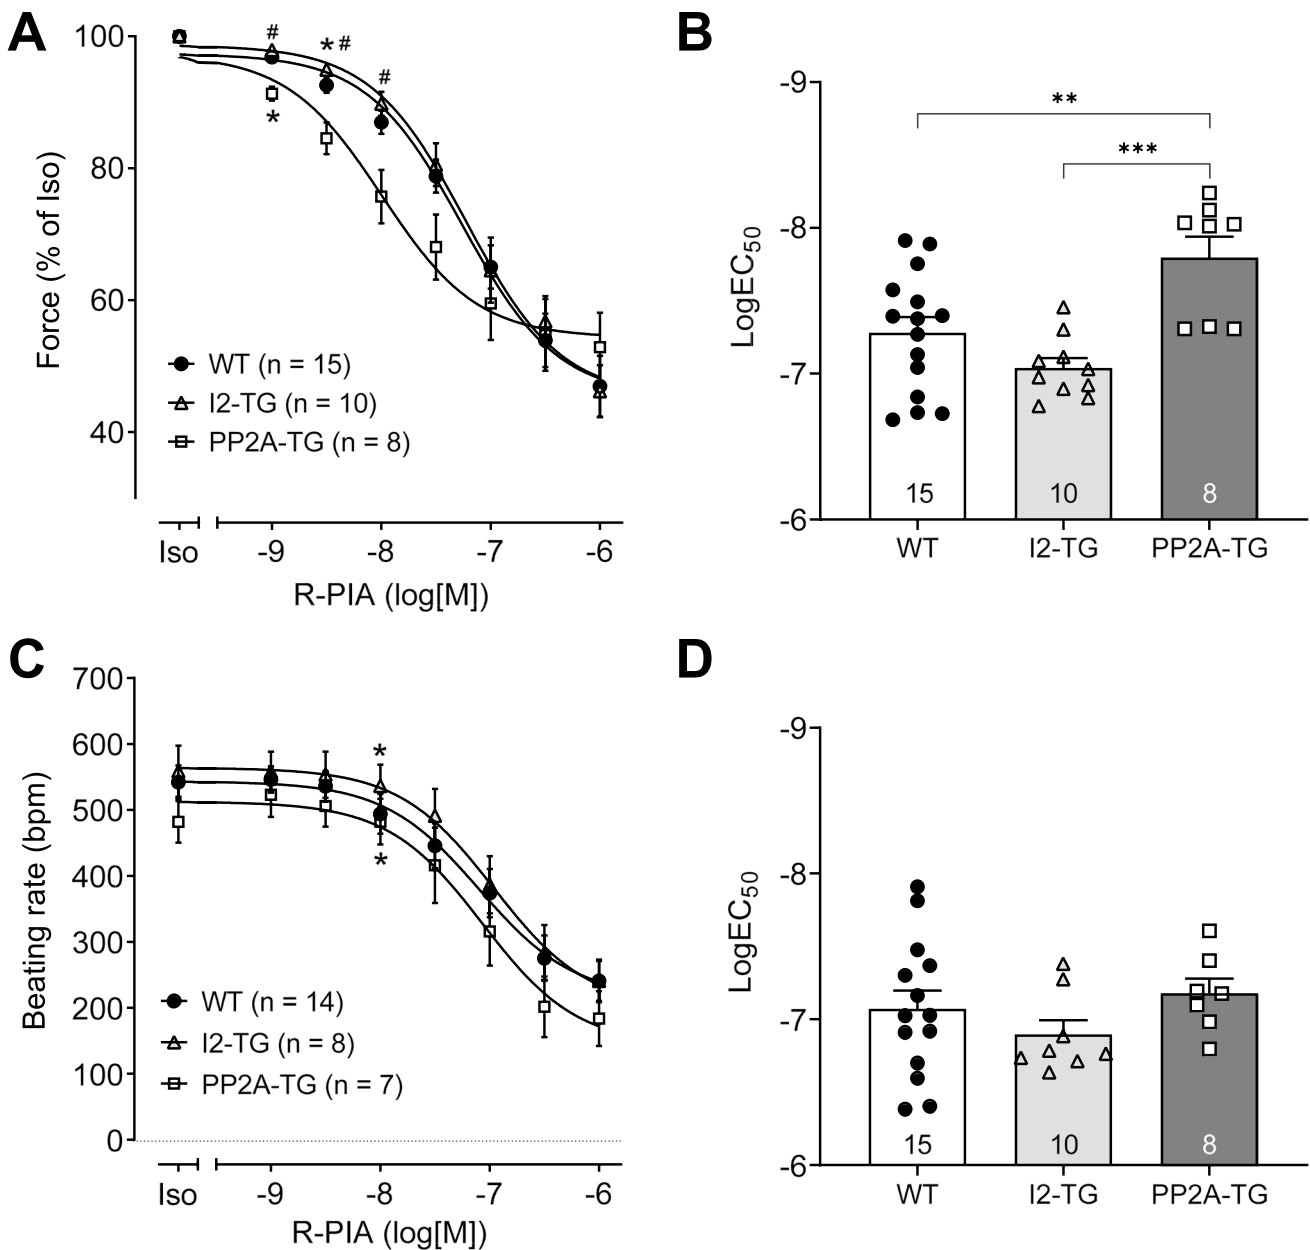 A
100
80
60
40
Force (% of Iso)
# * # # *
WT (n = 15)
I2-TG (n = 10)
PP2A-TG (n = 8)
Iso -9 -8 -7 -6
R-PIA (log[M])
B
-9
-8
-7
-6
LogEC50
**
***
15 10 8
WT I2-TG PP2A-TG
C
700
600
500
400
300
200
100
0
Beating rate (bpm)
*
*
WT (n = 14)
I2-TG (n = 8)
PP2A-TG (n = 7)
Iso -9 -8 -7 -6
R-PIA (log[M])
D
-9
-8
-7
-6
LogEC50
15 10 8
WT I2-TG PP2A-TG